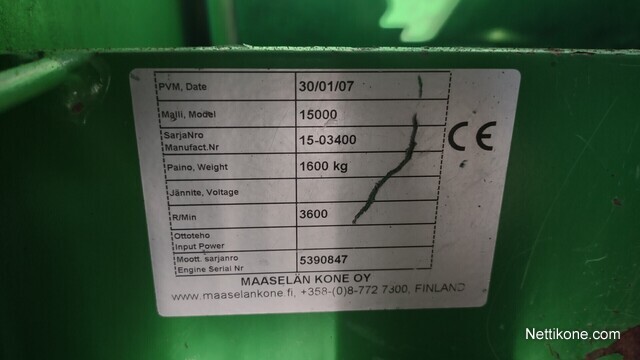 PVM, Date 30/01/07
Malli, Model 15000
SarjaNro
Manufact.Nr 15-03400
Paino, Weight 1600 kg
Jännite, Voltage
R/Min 3600
Ottoteho
Input Power
Moott. sarjanro
Engine Serial Nr 5390847
CE
MAASELÄN KONE OY
www.maaselankone.fi, +358-(0)8-772 7300, FINLAND
Nettikone.com